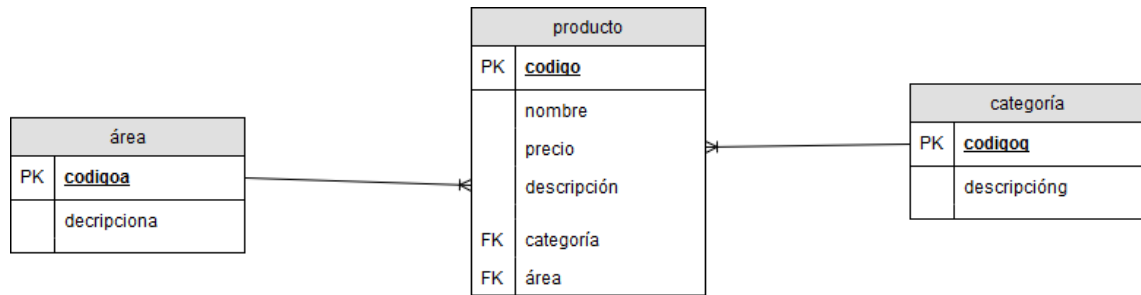 producto
PK codigo
nombre
precio
descripción
FK categoría
FK área
área
PK codigoa
decripciona
categoría
PK codigog
descripcióng